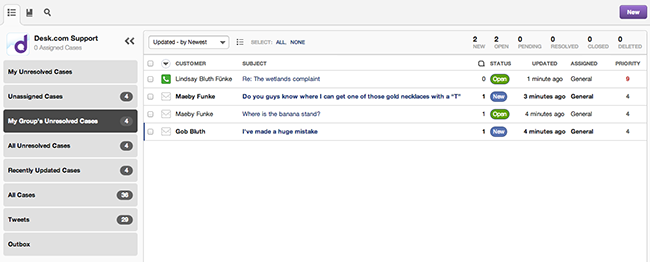 New
Desk.com Support
0 Assigned Cases
My Unresolved Cases
Unassigned Cases 4
My Group's Unresolved Cases 4
All Unresolved Cases 4
Recently Updated Cases 4
All Cases 36
Tweets 29
Outbox
Updated - by Newest SELECT: ALL NONE 2 NEW 2 OPEN 0 PENDING 0 RESOLVED 0 CLOSED 0 DELETED
CUSTOMER SUBJECT STATUS UPDATED ASSIGNED PRIORITY
Lindsay Bluth Fünke Re: The wetlands complaint 0 Open 1 minute ago General 9
Maeby Funke Do you guys know where I can get one of those gold necklaces with a "T" 1 New 3 minutes ago General 4
Maeby Funke Where is the banana stand? 1 Open 4 minutes ago General 4
Gob Bluth I've made a huge mistake 1 New 4 minutes ago General 4